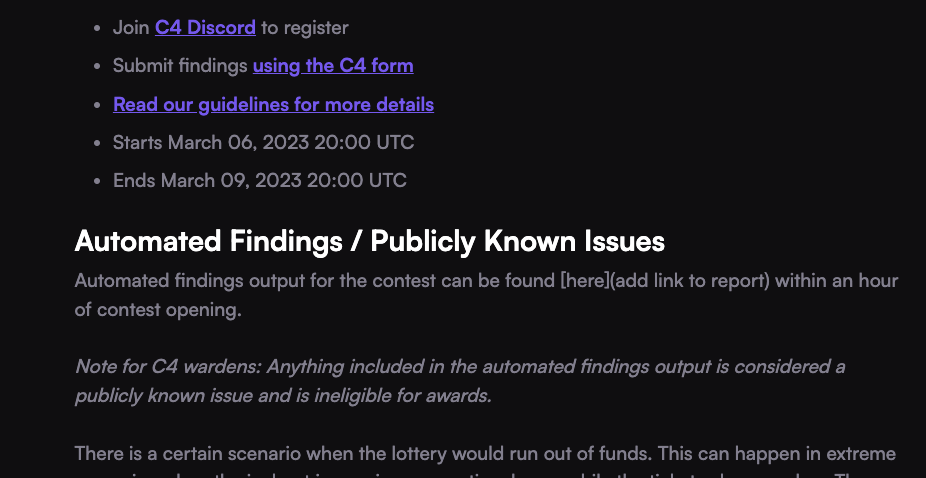 • Join C4 Discord to register
• Submit findings using the C4 form
• Read our guidelines for more details
• Starts March 06, 2023 20:00 UTC
• Ends March 09, 2023 20:00 UTC
Automated Findings / Publicly Known Issues
Automated findings output for the contest can be found [here](add link to report) within an hour
of contest opening.
Note for C4 wardens: Anything included in the automated findings output is considered a
publicly known issue and is ineligible for awards.
There is a certain scenario when the lottery would run out of funds. This can happen in extreme